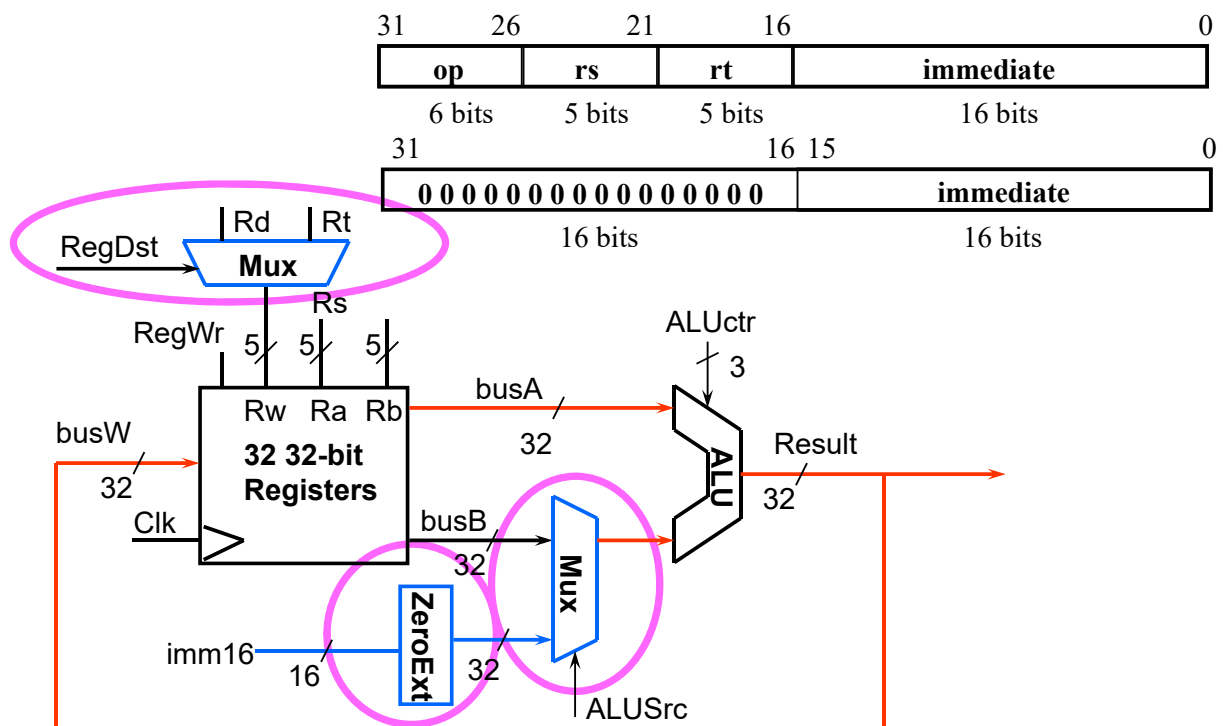 31 26 21 16 0
op rs rt immediate
6 bits 5 bits 5 bits 16 bits
31 16 15 0
0 0 0 0 0 0 0 0 0 0 0 0 0 0 0 0 immediate
16 bits 16 bits
Rd Rt
RegDst
Mux
Rs
RegWr 5 5 5
ALUctr
3
Rw Ra Rb
busA
32
busW
32
32 32-bit
Registers
ALU
Result
32
Clk
busB
32
Mux
ZeroExt
imm16
16
32
ALUSrc